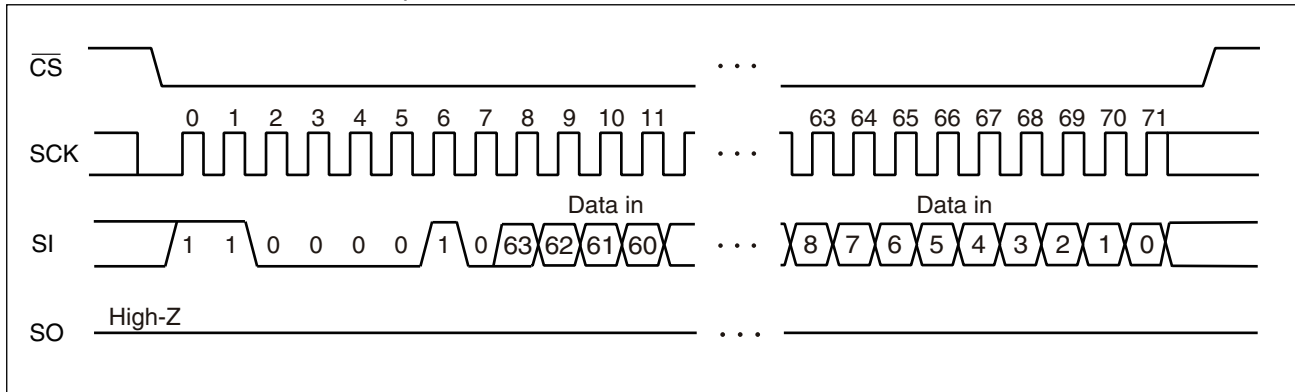 CS
· · ·
0 1 2 3 4 5 6 7 8 9 10 11 63 64 65 66 67 68 69 70 71
SCK · · ·
Data in Data in
SI 1 1 0 0 0 0 1 0 63 62 61 60 · · · 8 7 6 5 4 3 2 1 0
High-Z
SO · · ·